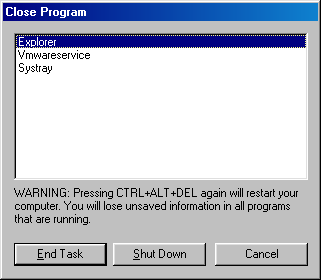 Close Program
Explorer
Vmwareservice
Systray
WARNING: Pressing CTRL+ALT+DEL again will restart your
computer. You will lose unsaved information in all programs
that are running.
End Task
Shut Down
Cancel